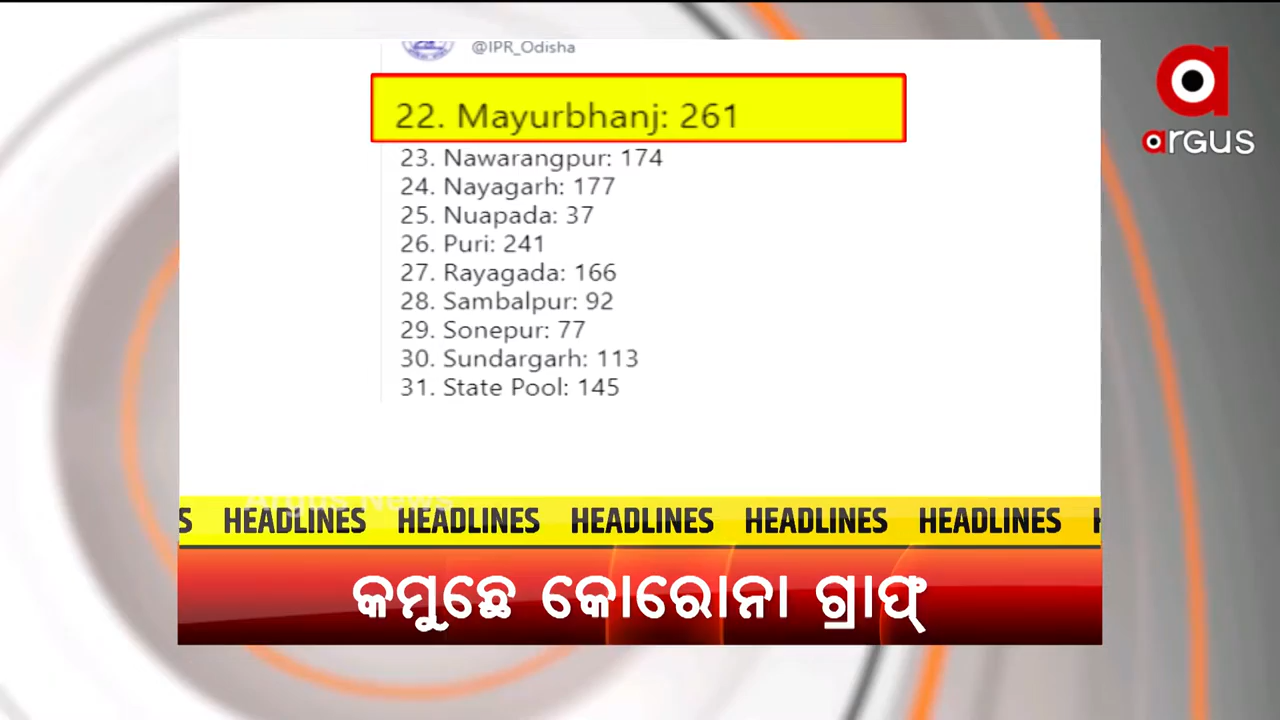 @IPR_Odisha
22. Mayurbhanj: 261
23. Nawarangpur: 174
24. Nayagarh: 177
25. Nuapada: 37
26. Puri: 241
27. Rayagada: 166
28. Sambalpur: 92
29. Sonepur: 77
30. Sundargarh: 113
31. State Pool: 145
argus
Argus News
S HEADLINES HEADLINES HEADLINES HEADLINES HEADLINES H
କମୁଛେ କୋରୋନା ଗ୍ରାଫ୍